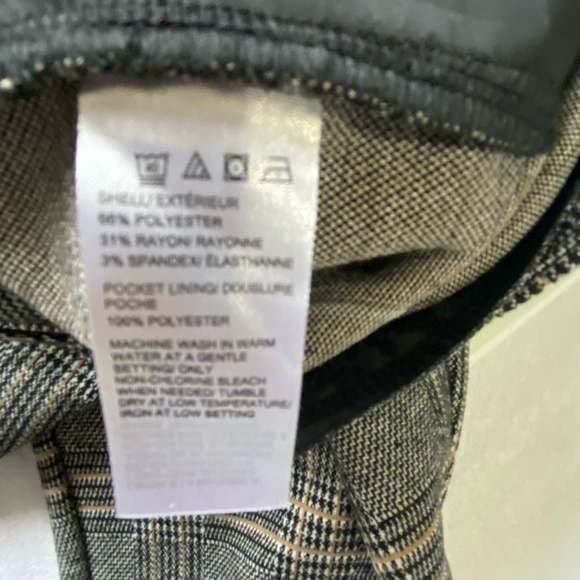 SHELL/ EXTÉRIEUR
66% POLYESTER
31% RAYON/ RAYONNE
3% SPANDEX/ ÉLASTHANNE
POCKET LINING/ DOUBLURE
POCHE
100% POLYESTER
MACHINE WASH IN WARM
WATER AT A GENTLE
SETTING/ ONLY
NON-CHLORINE BLEACH
WHEN NEEDED/ TUMBLE
DRY AT LOW TEMPERATURE/
IRON AT LOW SETTING